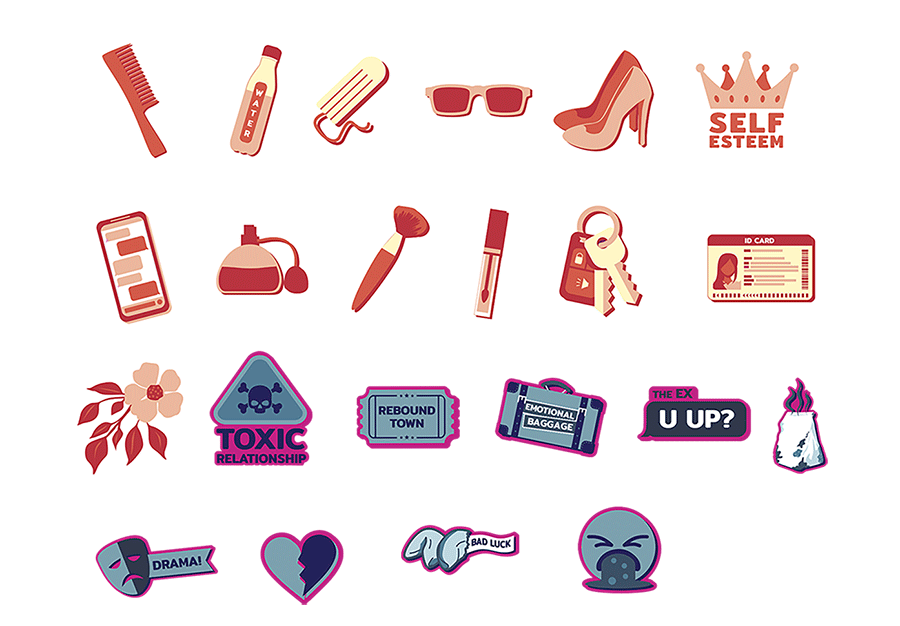 WATER
SELF
ESTEEM
ID CARD
TOXIC
RELATIONSHIP
REBOUND
TOWN
EMOTIONAL
BAGGAGE
THE EX
U UP?
DRAMA!
BAD LUCK